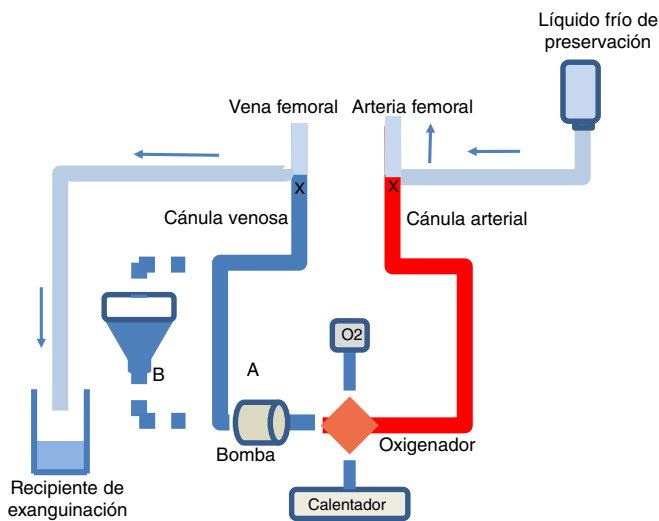 Líquido frío de
preservación
Vena femoral
Arteria femoral
X
X
Cánula venosa
Cánula arterial
O2
B
A
Bomba
Oxigenador
Recipiente de
exanguinación
Calentador